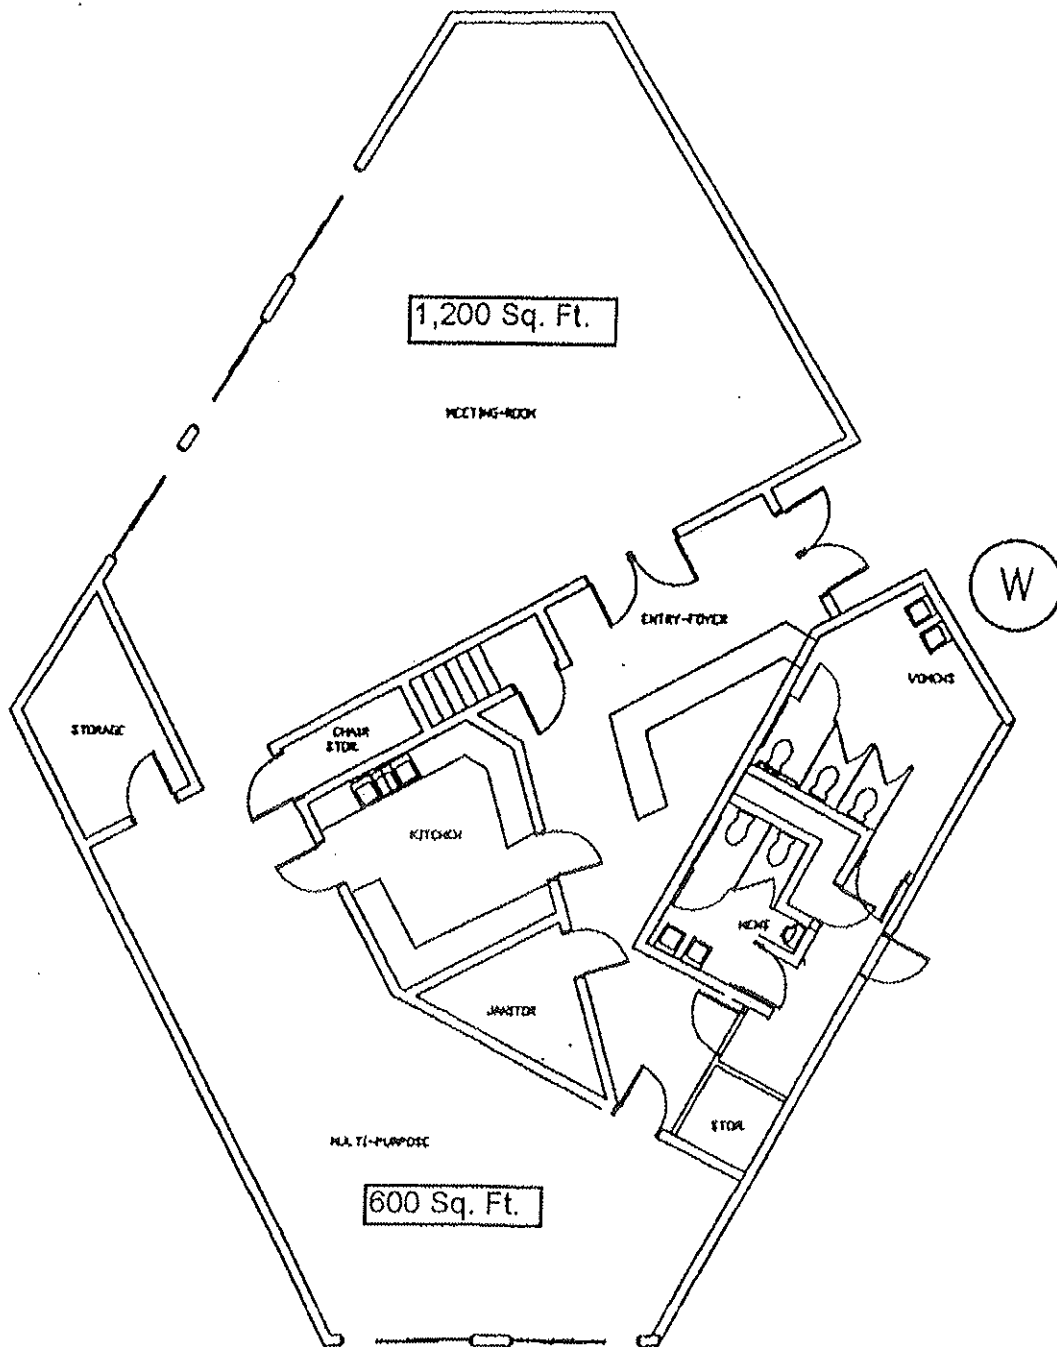 1,200 Sq. Ft.
MEETING-ROOM
W
ENTRY-FOYER
WOMENS
STORAGE
CHAIR
STOR.
KITCHEN
MENS
JANITOR
STOR.
MULTI-PURPOSE
600 Sq. Ft.